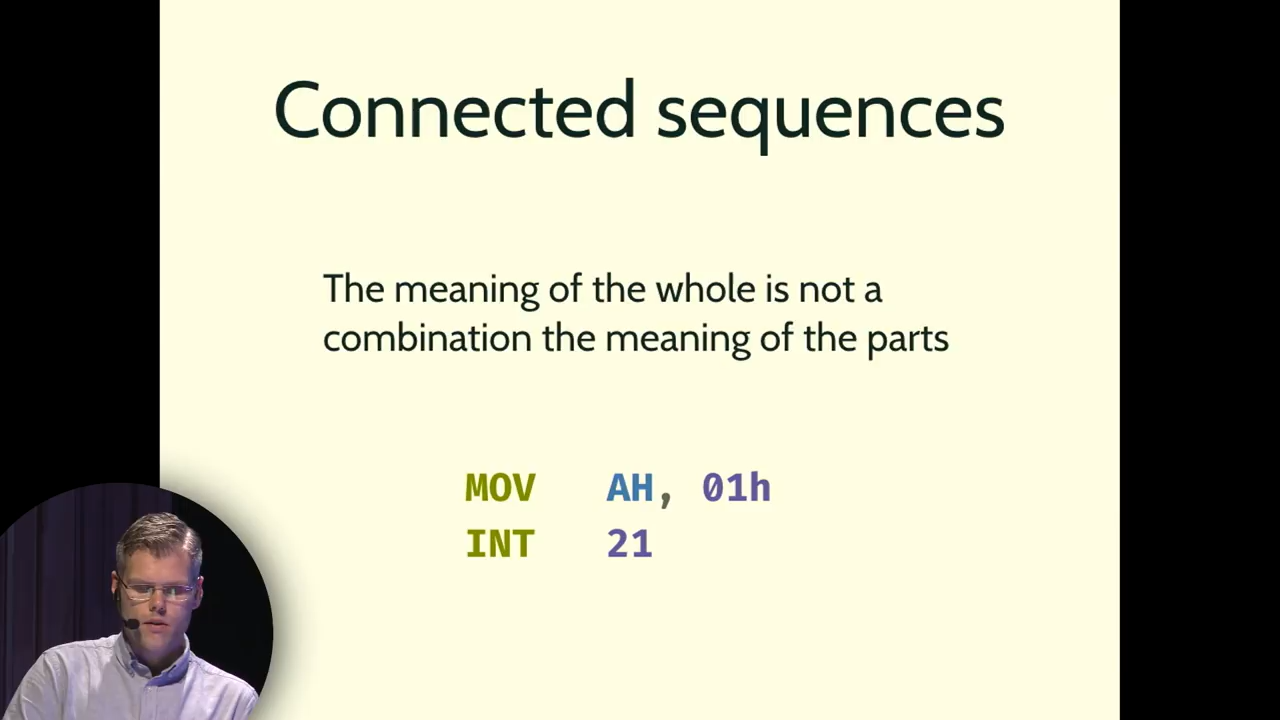 Connected sequences
The meaning of the whole is not a
combination the meaning of the parts
MOV AH, 01h
INT 21